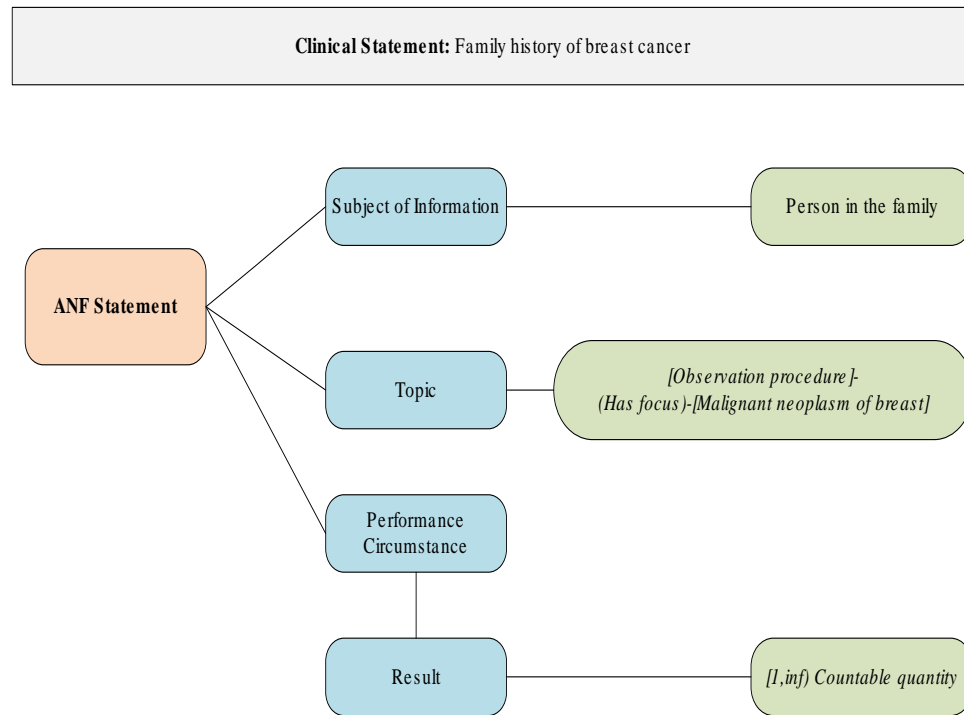 Clinical Statement: Family history of breast cancer
Subject of Information
Person in the family
ANF Statement
Topic
[Observation procedure]-
(Has focus)-[Malignant neoplasm of breast]
Performance
Circumstance
Result
[1,inf) Countable quantity